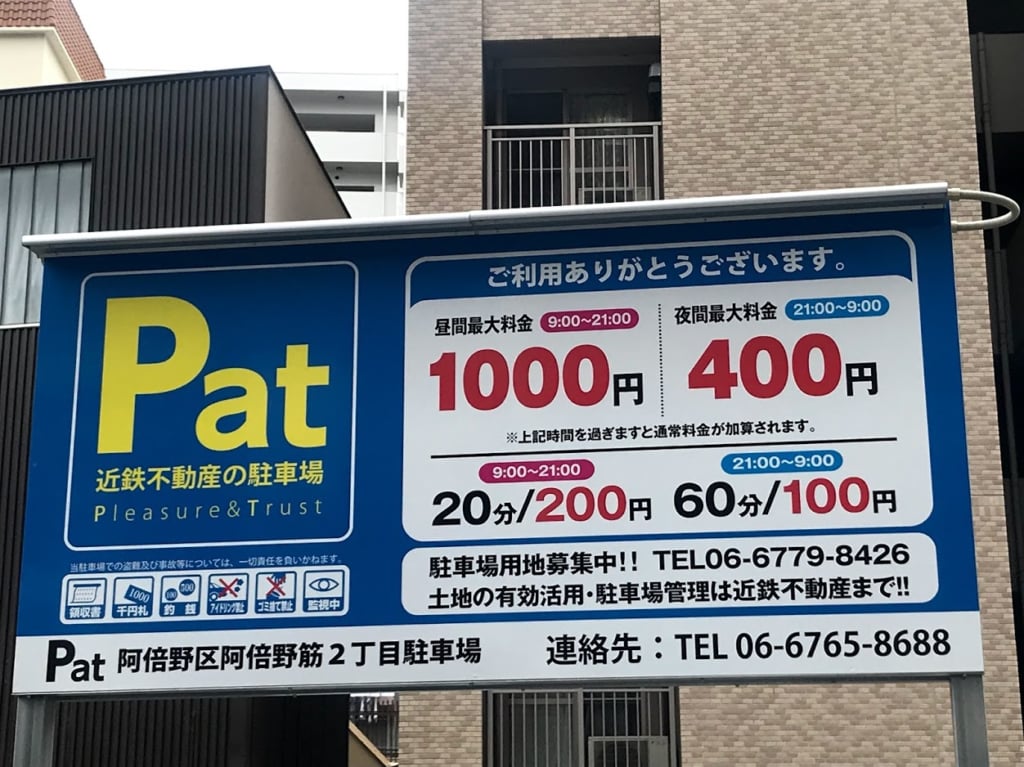 Pat
近鉄不動産の駐車場
Pleasure&Trust
当駐車場での盗難及び事故等については、一切責任を負いかねます。
領収書
1000
千円札
100 500
釣銭
アイドリング禁止
ゴミ捨て禁止
監視中
ご利用ありがとうございます。
昼間最大料金 9:00~21:00
1000円
夜間最大料金 21:00~9:00
400円
※上記時間を過ぎますと通常料金が加算されます。
9:00~21:00
20分/200円
21:00~9:00
60分/100円
駐車場用地募集中!! TEL06-6779-8426
土地の有効活用・駐車場管理は近鉄不動産まで!!
Pat 阿倍野区阿倍野筋2丁目駐車場 連絡先:TEL 06-6765-8688